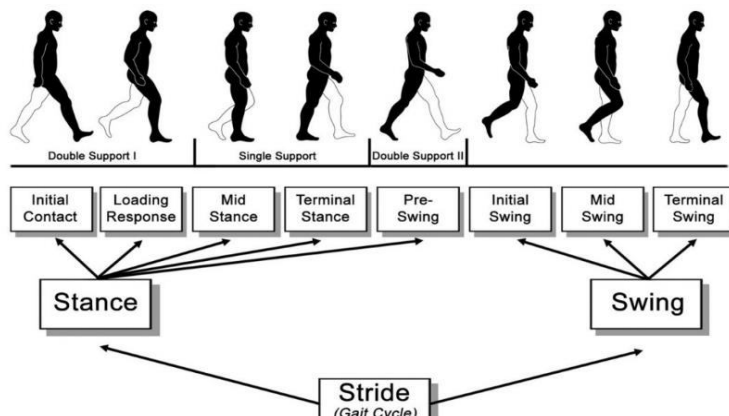 Double Support I
Single Support
Double Support II
Initial
Contact
Loading
Response
Mid
Stance
Terminal
Stance
Pre-
Swing
Initial
Swing
Mid
Swing
Terminal
Swing
Stance
Swing
Stride
(Gait Cycle)